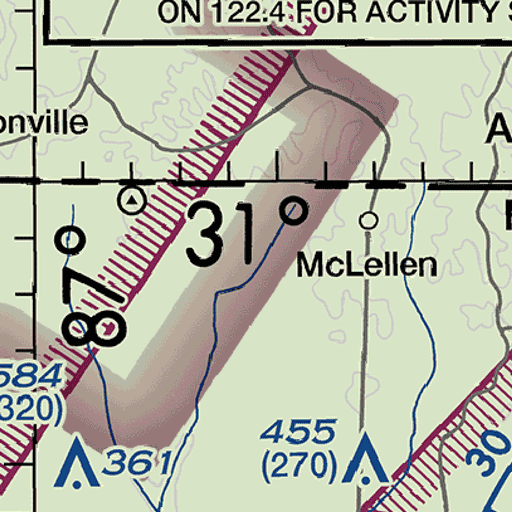 ON 122.4 FOR ACTIVITY S
onville
A
31°
87°
McLellen
584
320)
361
455
(270)
30